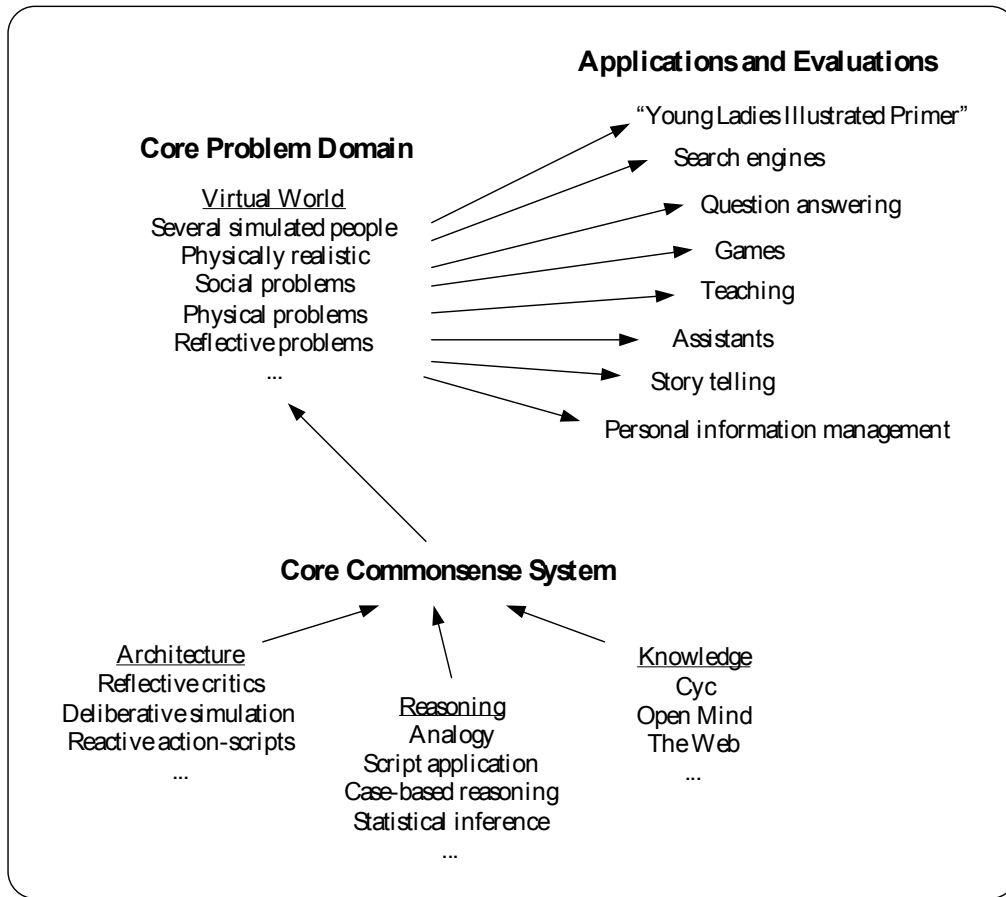 Applications and Evaluations
“Young Ladies Illustrated Primer”
Search engines
Question answering
Games
Teaching
Assistants
Story telling
Personal information management
Core Problem Domain
Virtual World
Several simulated people
Physically realistic
Social problems
Physical problems
Reflective problems
...
Core Commonsense System
Architecture
Reflective critics
Deliberative simulation
Reactive action-scripts
...
Reasoning
Analogy
Script application
Case-based reasoning
Statistical inference
...
Knowledge
Cyc
Open Mind
The Web
...